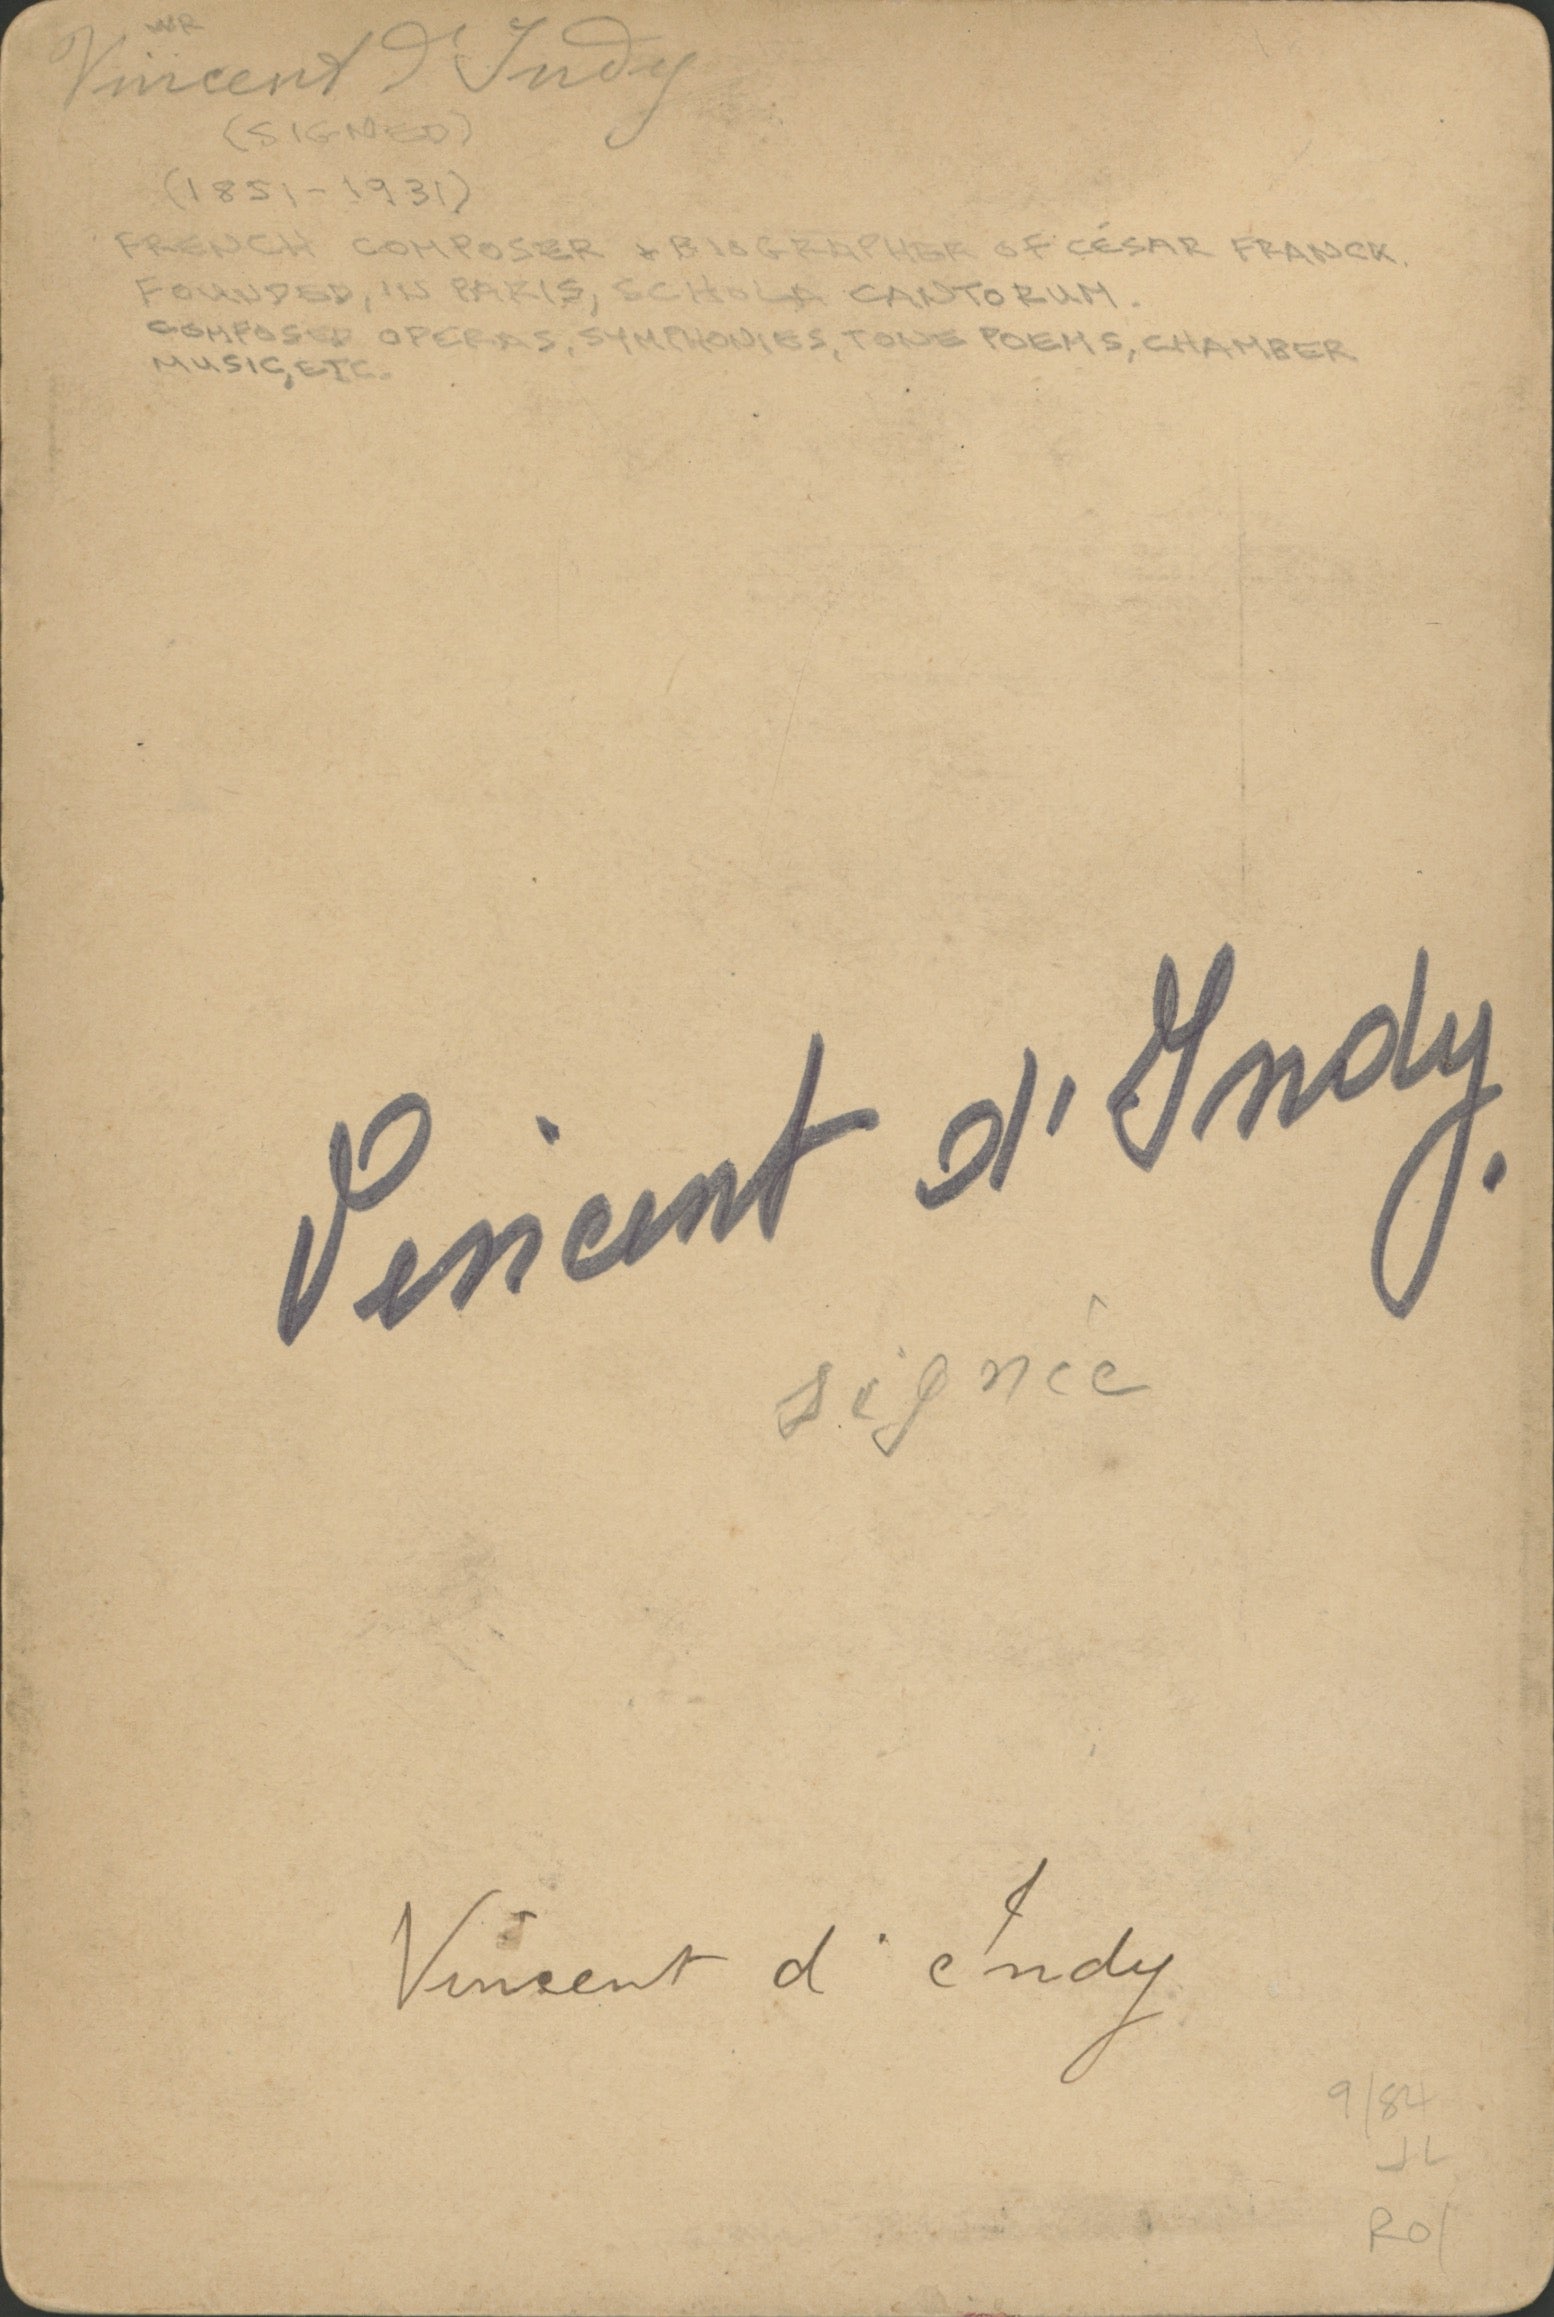 Vincent d'Indy
(SIGNED)
(1851-1931)
FRENCH COMPOSER & BIOGRAPHER OF CÉSAR FRANCK.
FOUNDED, IN PARIS, SCHOLA CANTORUM.
COMPOSED OPERAS, SYMPHONIES, TONE POEMS, CHAMBER
MUSIC, ETC.
Vincent d'Indy.
signée
Vincent d'Indy
9/84
JL